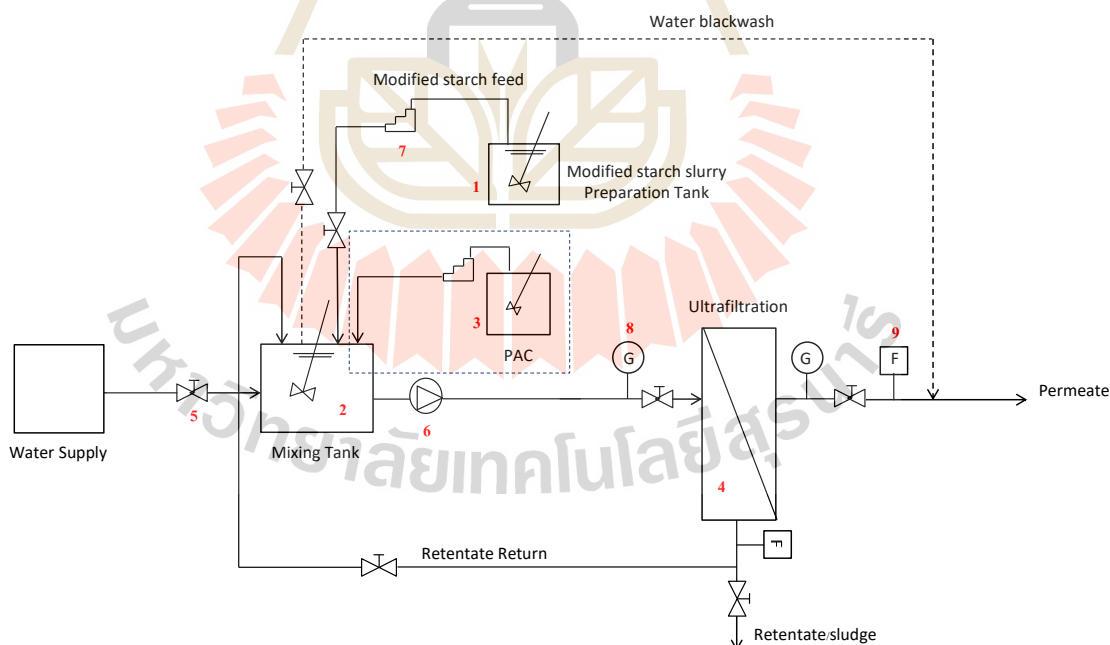 Water blackwash
Modified starch feed
7
1
Modified starch slurry
Preparation Tank
3
PAC
Ultrafiltration
8
G
G
9
F
Permeate
5
2
6
Water Supply
Mixing Tank
4
F
Retentate Return
Retentate/sludge
มหาวิทยาลัยเทคโนโลยีสุรนารี